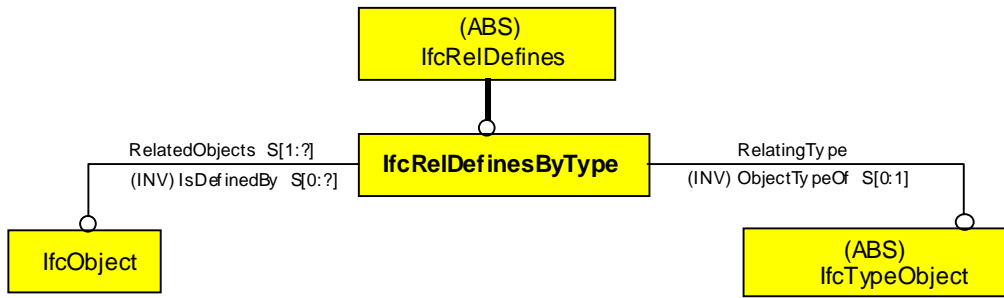 (ABS)
IfcRelDefines
RelatedObjects S[1:?]
(INV) IsDefinedBy S[0:?]
IfcRelDefinesByType
RelatingType
(INV) ObjectTypeOf S[0:1]
IfcObject
(ABS)
IfcTypeObject